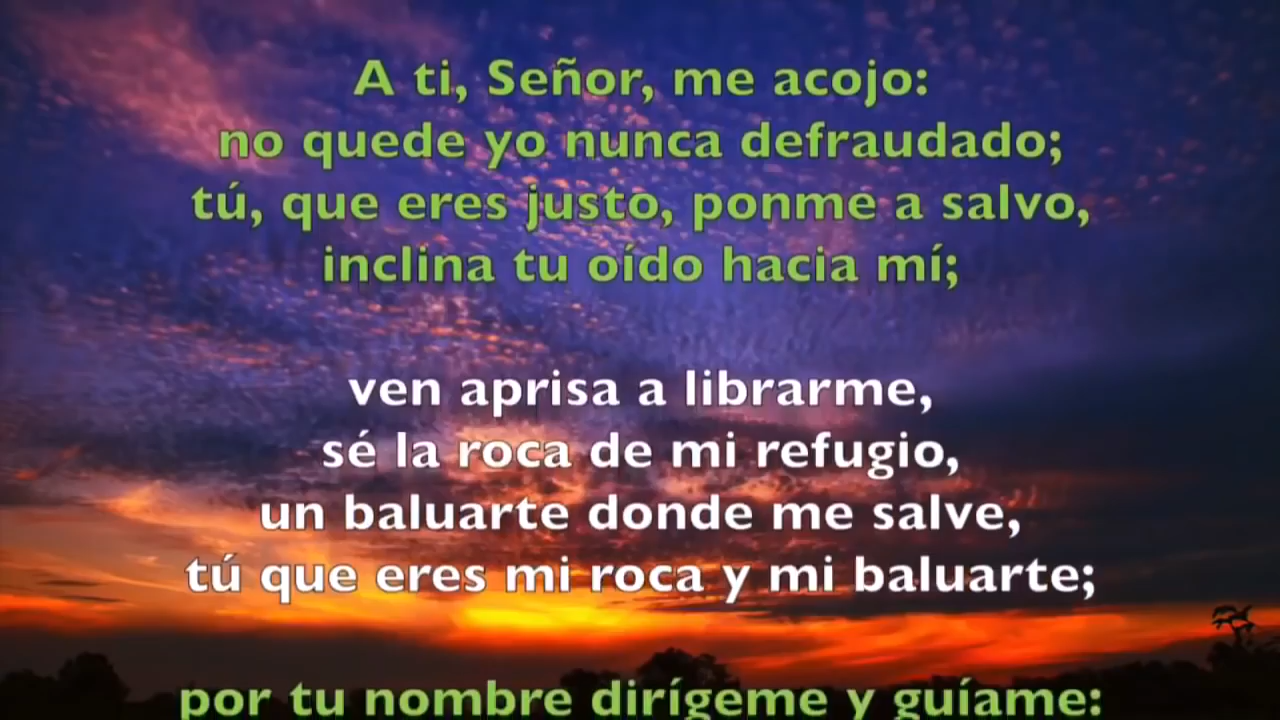 A ti, Señor, me acojo:
no quede yo nunca defraudado;
tú, que eres justo, ponme a salvo,
inclina tu oído hacia mí;
ven aprisa a librarme,
sé la roca de mi refugio,
un baluarte donde me salve,
tú que eres mi roca y mi baluarte;
por tu nombre dirígeme y guíame: